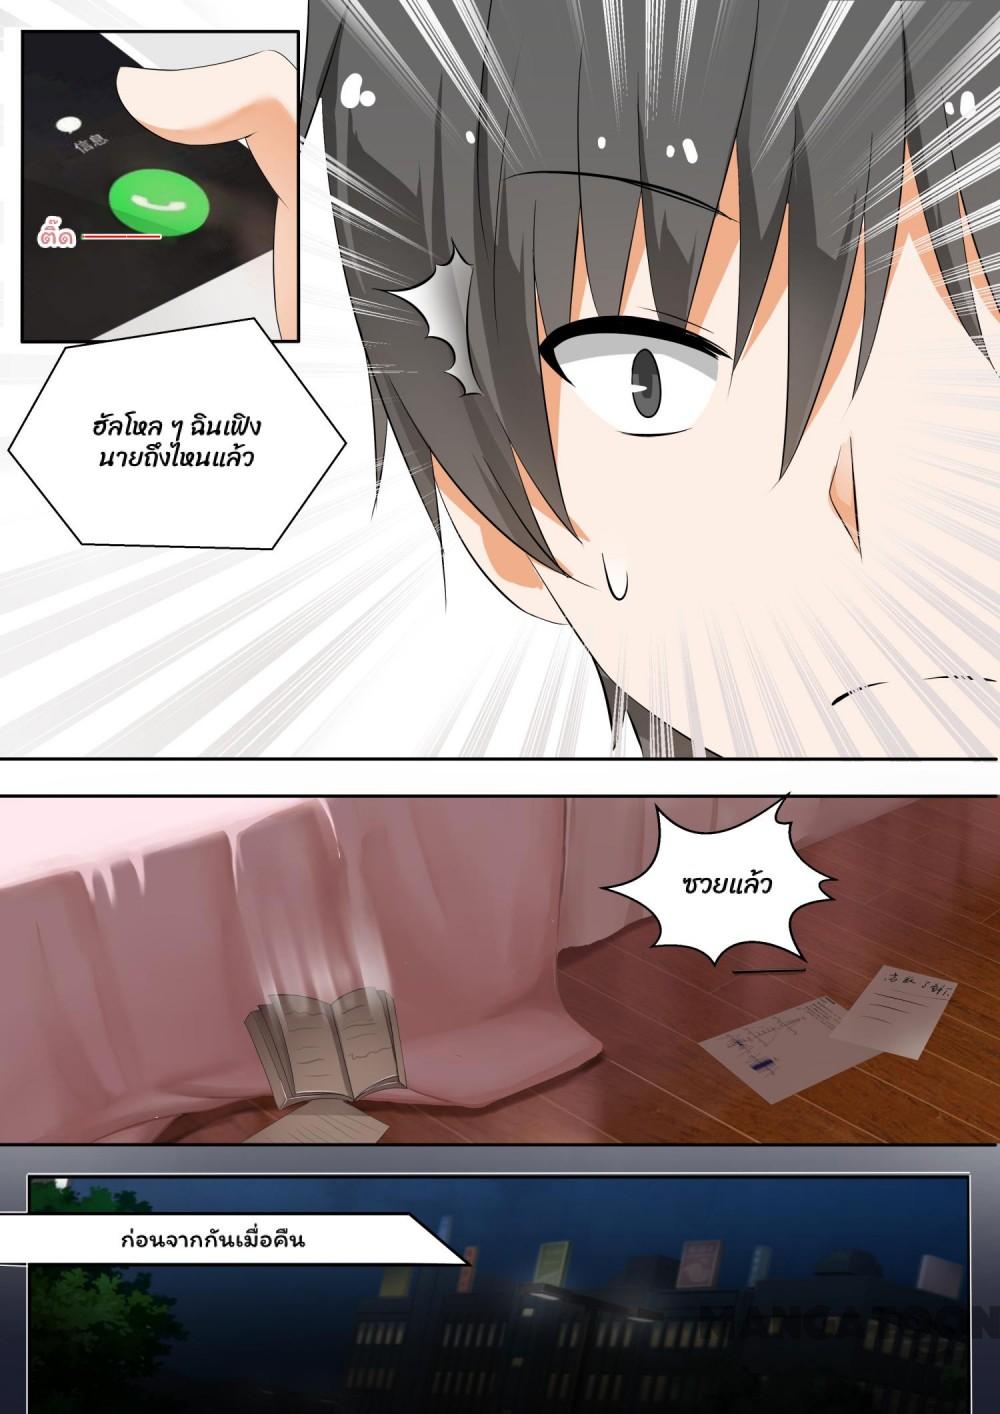 信息
ติ๊ด
ฮัลโหล ๆ ฉินเฟิง
นายถึงไหนแล้ว
ซวยแล้ว
ก่อนจากกันเมื่อคืน
MANGATOON